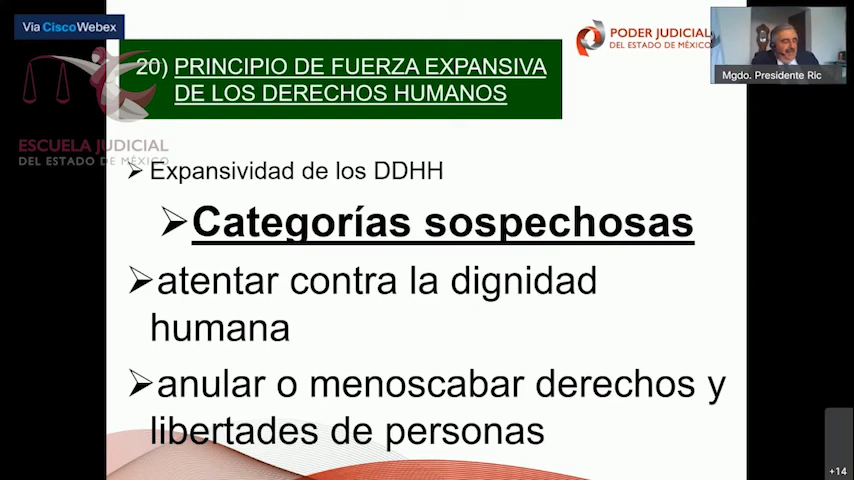 Via Cisco Webex
PODER JUDICIAL
DEL ESTADO DE MÉXICO
Mgdo. Presidente Ric
20) PRINCIPIO DE FUERZA EXPANSIVA
DE LOS DERECHOS HUMANOS
ESCUELA JUDICIAL
DEL ESTADO DE MÉXICO
➢ Expansividad de los DDHH
➢ Categorías sospechosas
➢ atentar contra la dignidad
humana
➢ anular o menoscabar derechos y
libertades de personas
+14